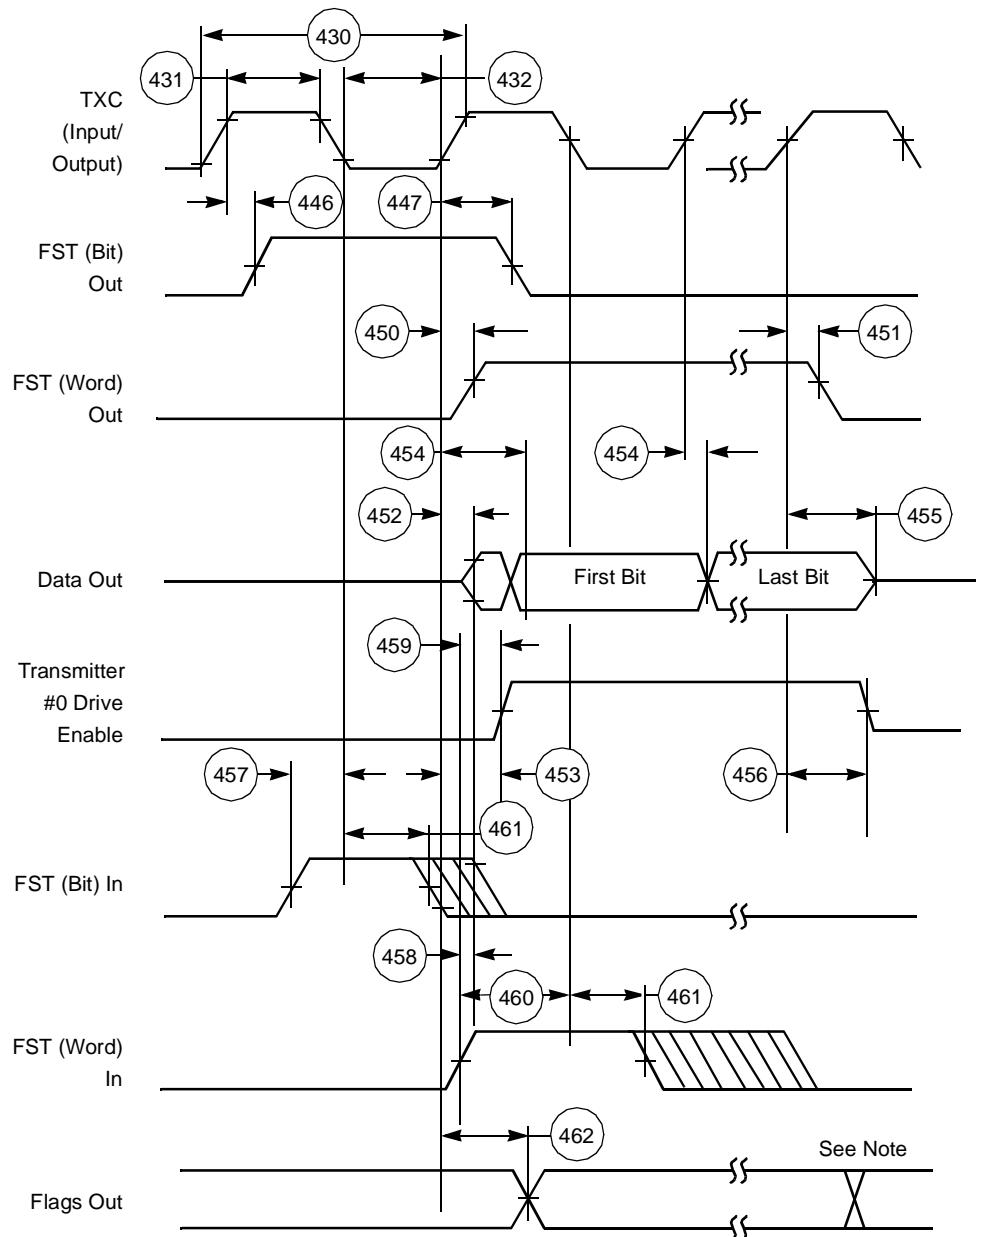 430
431
432
TXC
(Input/
Output)
446
447
FST (Bit)
Out
450
451
FST (Word)
Out
454
454
452
455
Data Out
First Bit
Last Bit
459
Transmitter
#0 Drive
Enable
457
453
456
461
FST (Bit) In
458
460
461
FST (Word)
In
462
See Note
Flags Out